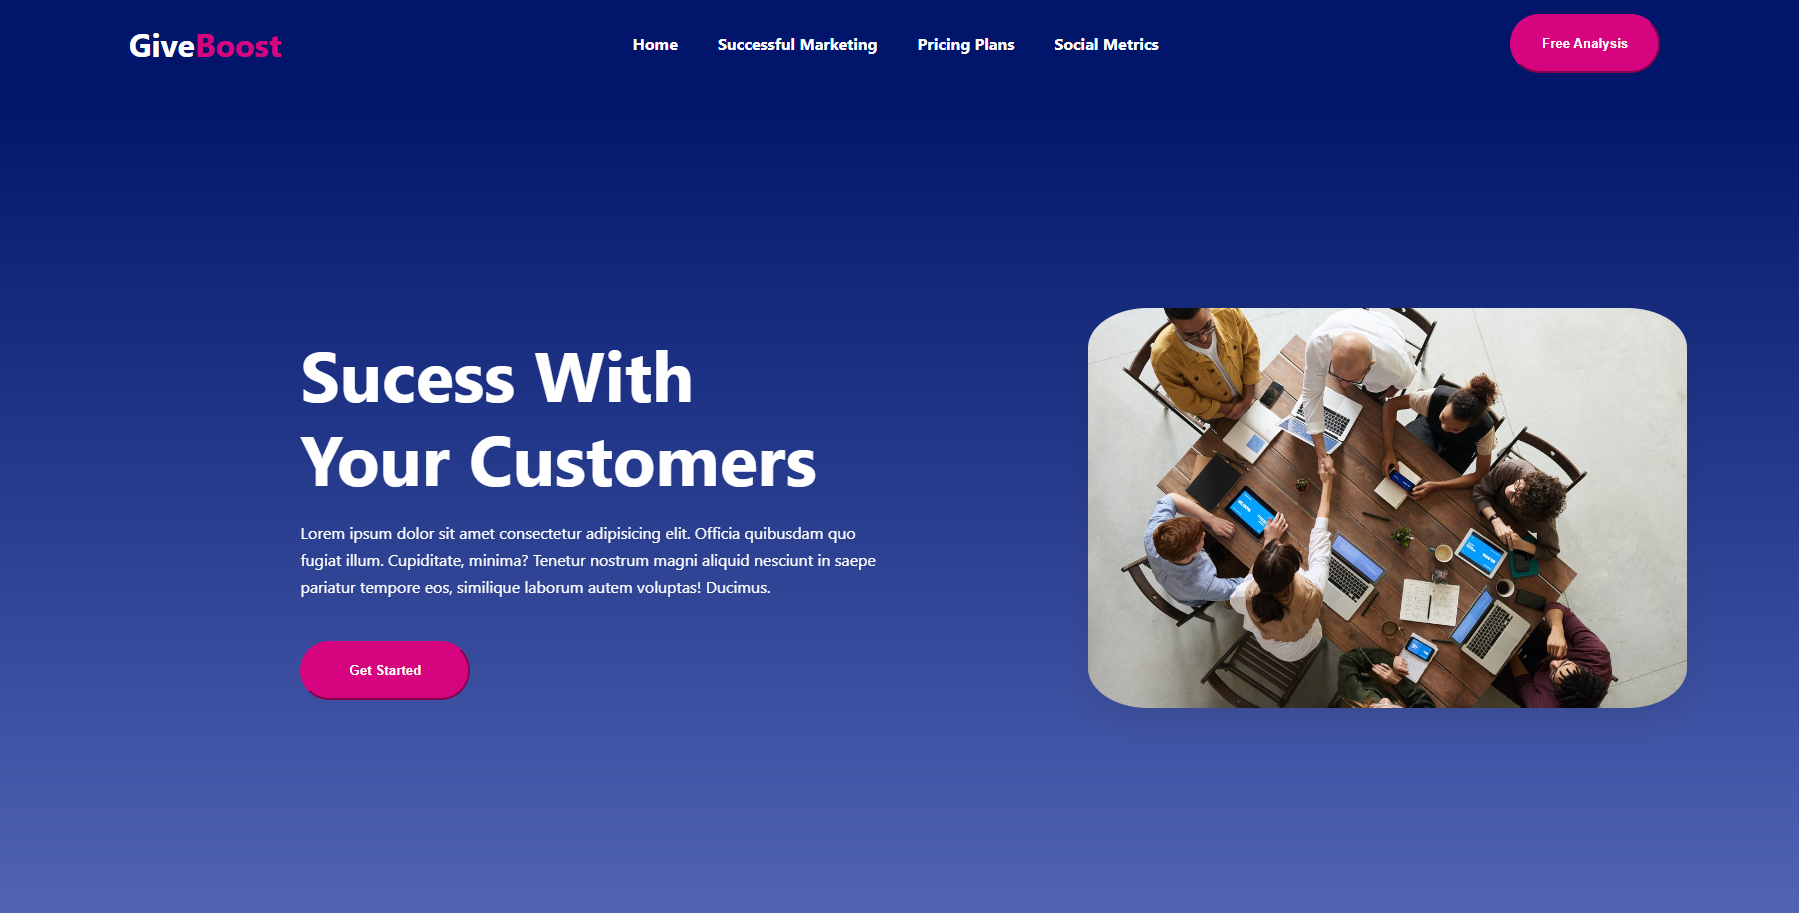 GiveBoost
Home
Successful Marketing
Pricing Plans
Social Metrics
Free Analysis
Sucess With
Your Customers
Lorem ipsum dolor sit amet consectetur adipisicing elit. Officia quibusdam quo
fugiat illum. Cupiditate, minima? Tenetur nostrum magni aliquid nesciunt in saepe
pariatur tempore eos, similique laborum autem voluptas! Ducimus.
Get Started